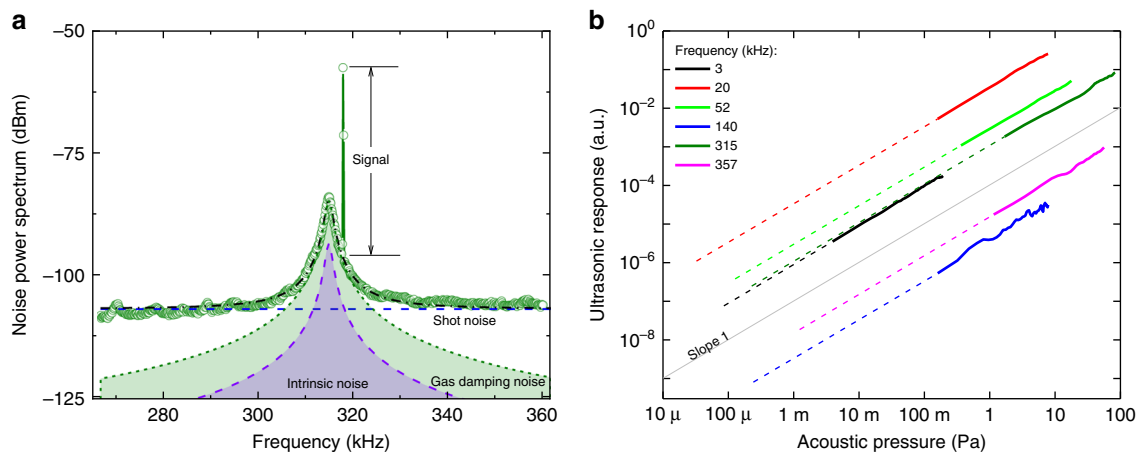 a
Noise power spectrum (dBm)
−50
−75
−100
−125
Signal
Shot noise
Intrinsic noise
Gas damping noise
280
300
320
340
360
Frequency (kHz)
b
Ultrasonic response (a.u.)
10⁰
10⁻²
10⁻⁴
10⁻⁶
10⁻⁸
Frequency (kHz):
3
20
52
140
315
357
Slope 1
10 μ
100 μ
1 m
10 m
100 m
1
10
100
Acoustic pressure (Pa)